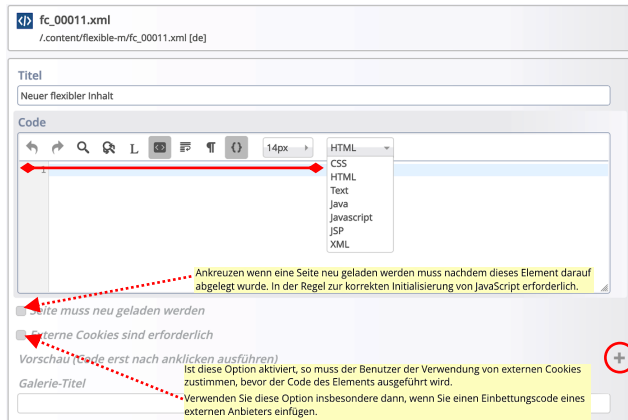 fc_00011.xml
/.content/flexible-m/fc_00011.xml [de]
Titel
Neuer flexibler Inhalt
Code
L 14px HTML
1
CSS
HTML
Text
Java
Javascript
JSP
XML
Ankreuzen wenn eine Seite neu geladen werden muss nachdem dieses Element darauf
abgelegt wurde. In der Regel zur korrekten Initialisierung von JavaScript erforderlich.
Seite muss neu geladen werden
Externe Cookies sind erforderlich
Vorschau (Code erst nach anklicken ausführen)
Ist diese Option aktiviert, so muss der Benutzer der Verwendung von externen Cookies
zustimmen, bevor der Code des Elements ausgeführt wird.
Galerie-Titel
Verwenden Sie diese Option insbesondere dann, wenn Sie einen Einbettungscode eines
externen Anbieters einfügen.